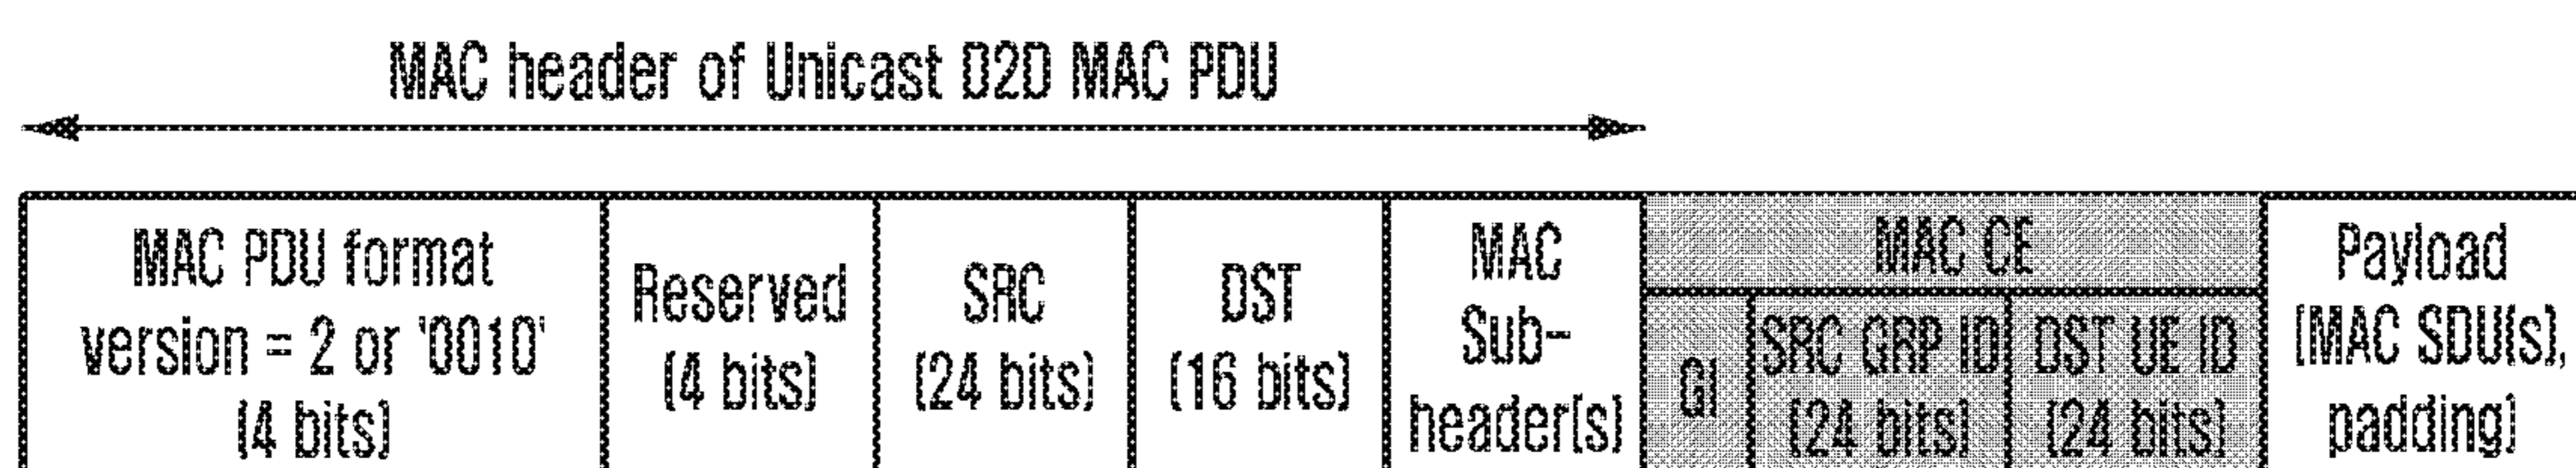 MAC header of Unicast D2D MAC PDU
MAC PDU format
version = 2 or '0010'
(4 bits)
Reserved
(4 bits)
SRC
(24 bits)
DST
(16 bits)
MAC
Sub-
header(s)
MAC CE
GI
SRC GRP ID
(24 bits)
DST UE ID
(24 bits)
Payload
(MAC SDU(s),
padding)